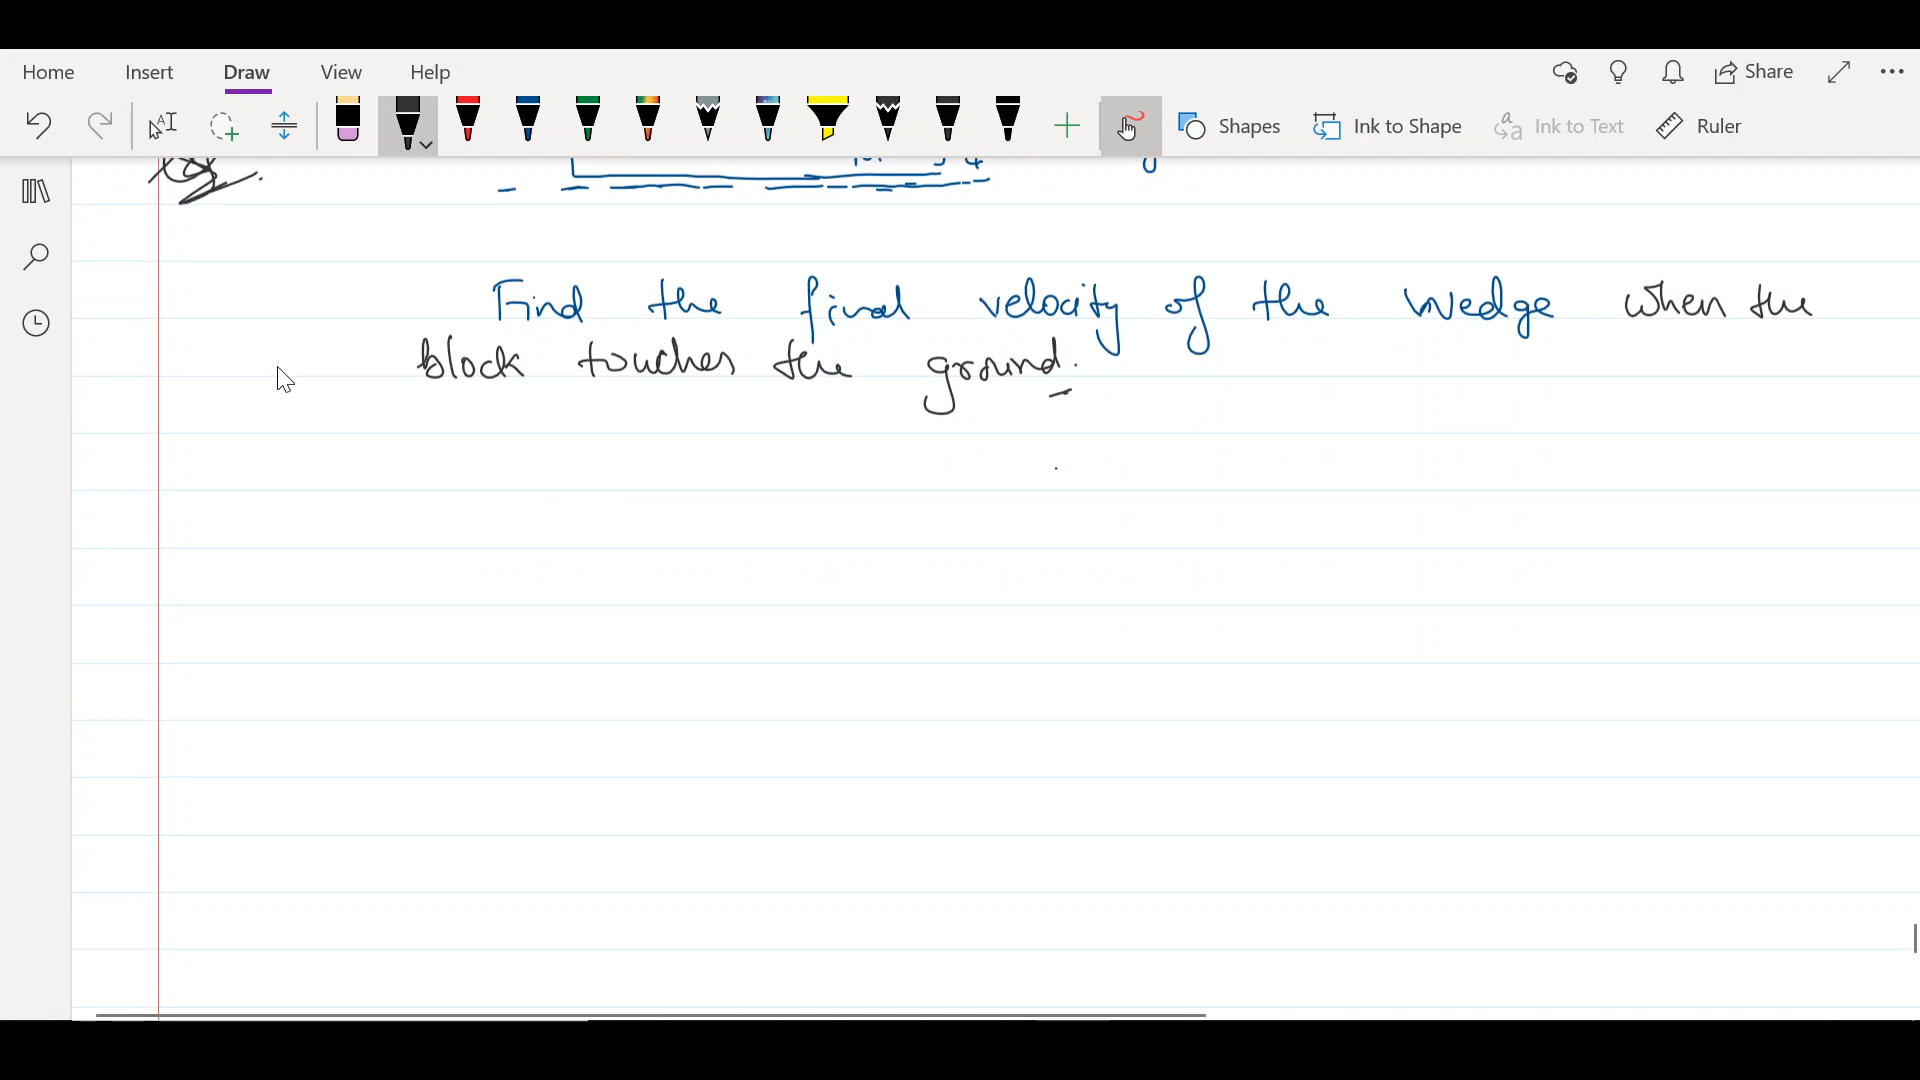 Home Insert Draw View Help Share
Shapes Ink to Shape Ink to Text Ruler
Find the final velocity of the wedge when the
block touches the ground.